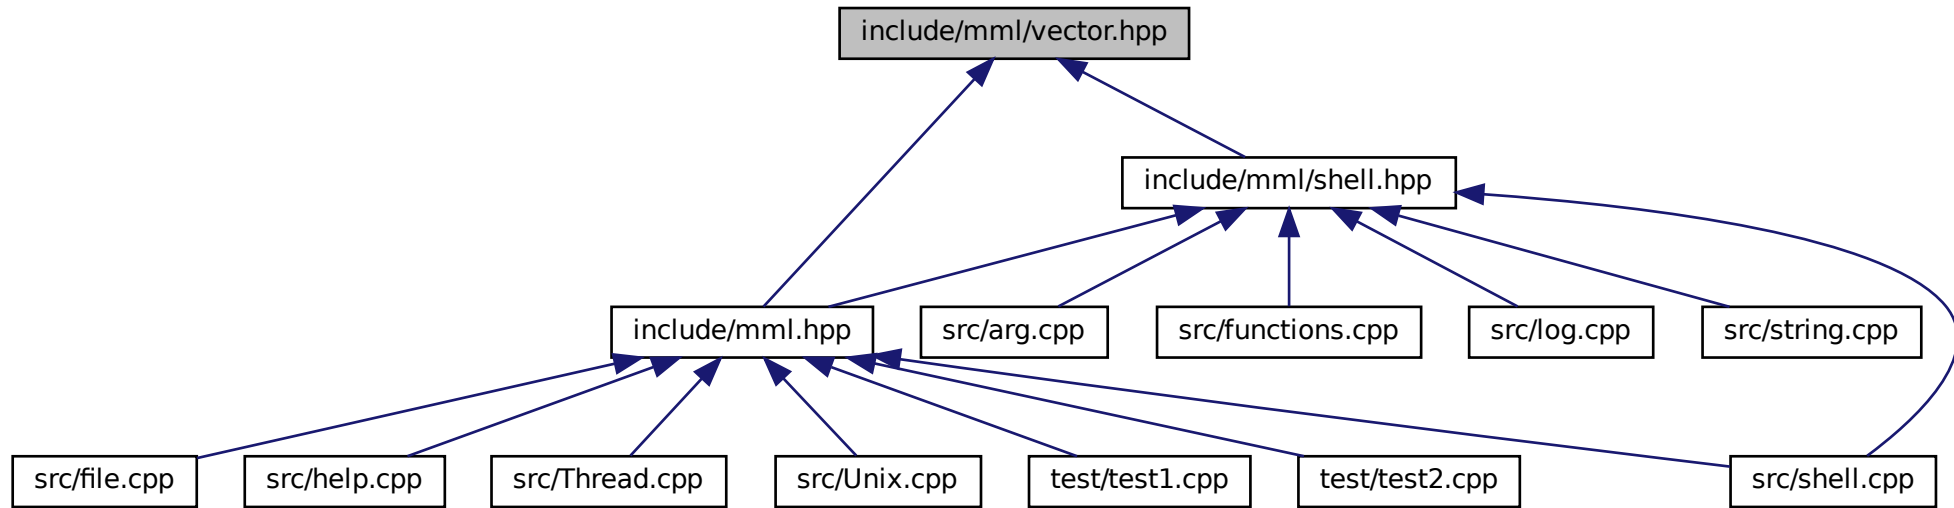 include/mml/vector.hpp
include/mml/shell.hpp
include/mml.hpp
src/arg.cpp
src/functions.cpp
src/log.cpp
src/string.cpp
src/file.cpp
src/help.cpp
src/Thread.cpp
src/Unix.cpp
test/test1.cpp
test/test2.cpp
src/shell.cpp